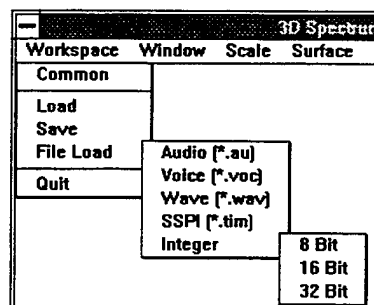 3D Spectru
Workspace Window Scale Surface
Common
Load
Save
File Load
Quit
Audio (*.au)
Voice (*.voc)
Wave (*.wav)
SSPI (*.tim)
Integer
8 Bit
16 Bit
32 Bit